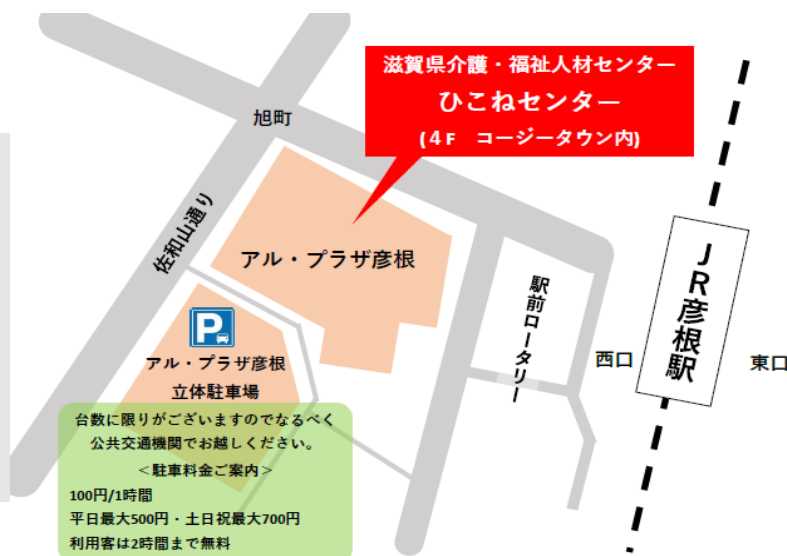 滋賀県介護・福祉人材センター
ひこねセンター
(4F コージータウン内)
旭町
佐和山通り
アル・プラザ彦根
駅前ロータリー
JR彦根駅
西口
東口
P
アル・プラザ彦根
立体駐車場
台数に限りがございますのでなるべく
公共交通機関でお越しください。
＜駐車料金ご案内＞
100円/1時間
平日最大500円・土日祝最大700円
利用客は2時間まで無料